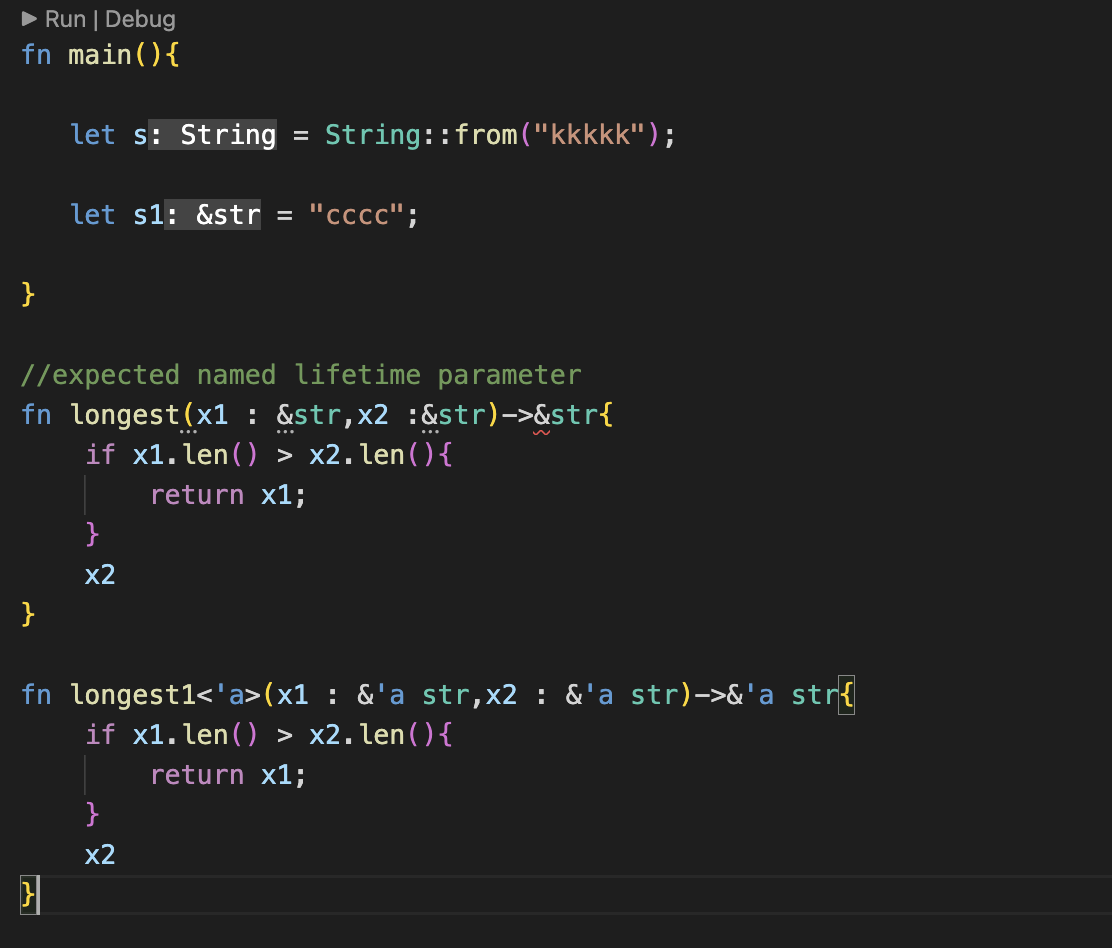 ▶ Run | Debug
fn main(){
let s: String = String::from("kkkkk");
let s1: &str = "cccc";
}
//expected named lifetime parameter
fn longest(x1 : &str,x2 :&str)->&str{
if x1.len() > x2.len(){
return x1;
}
x2
}
fn longest1<'a>(x1 : &'a str,x2 : &'a str)->&'a str{
if x1.len() > x2.len(){
return x1;
}
x2
}